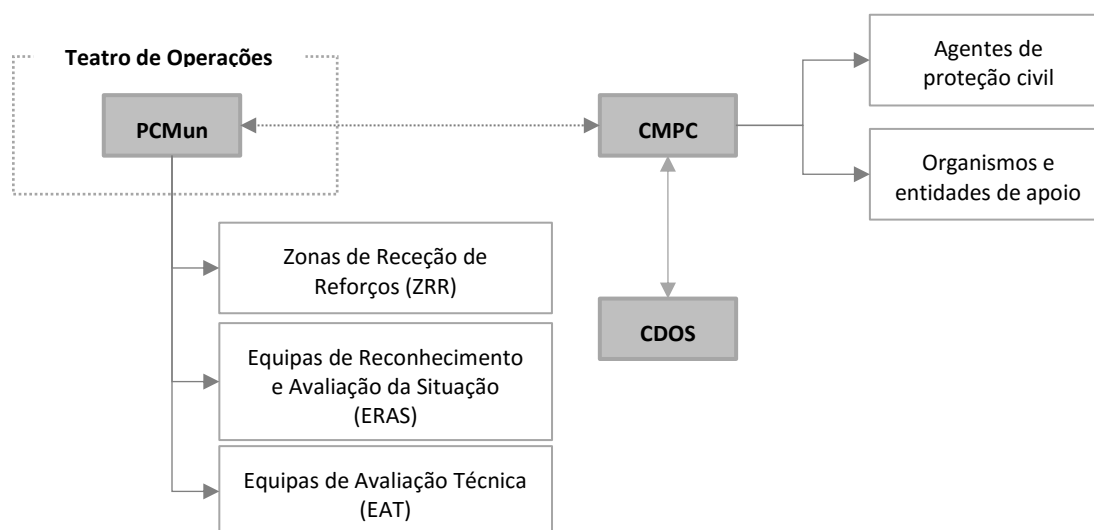 Teatro de Operações
PCMun
CMPC
Agentes de
proteção civil
Organismos e
entidades de apoio
Zonas de Receção de
Reforços (ZRR)
CDOS
Equipas de Reconhecimento
e Avaliação da Situação
(ERAS)
Equipas de Avaliação Técnica
(EAT)